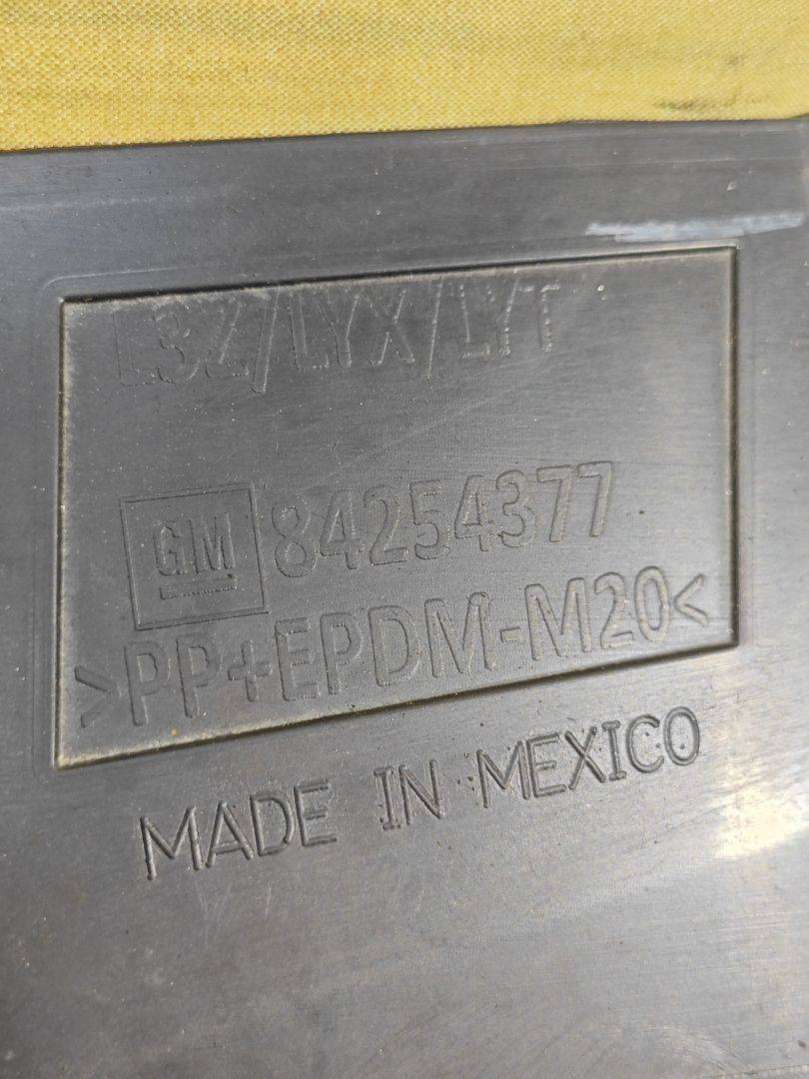 L3Z/LYX/LYT
GM 84254377
>PP+EPDM-M20<
MADE IN MEXICO